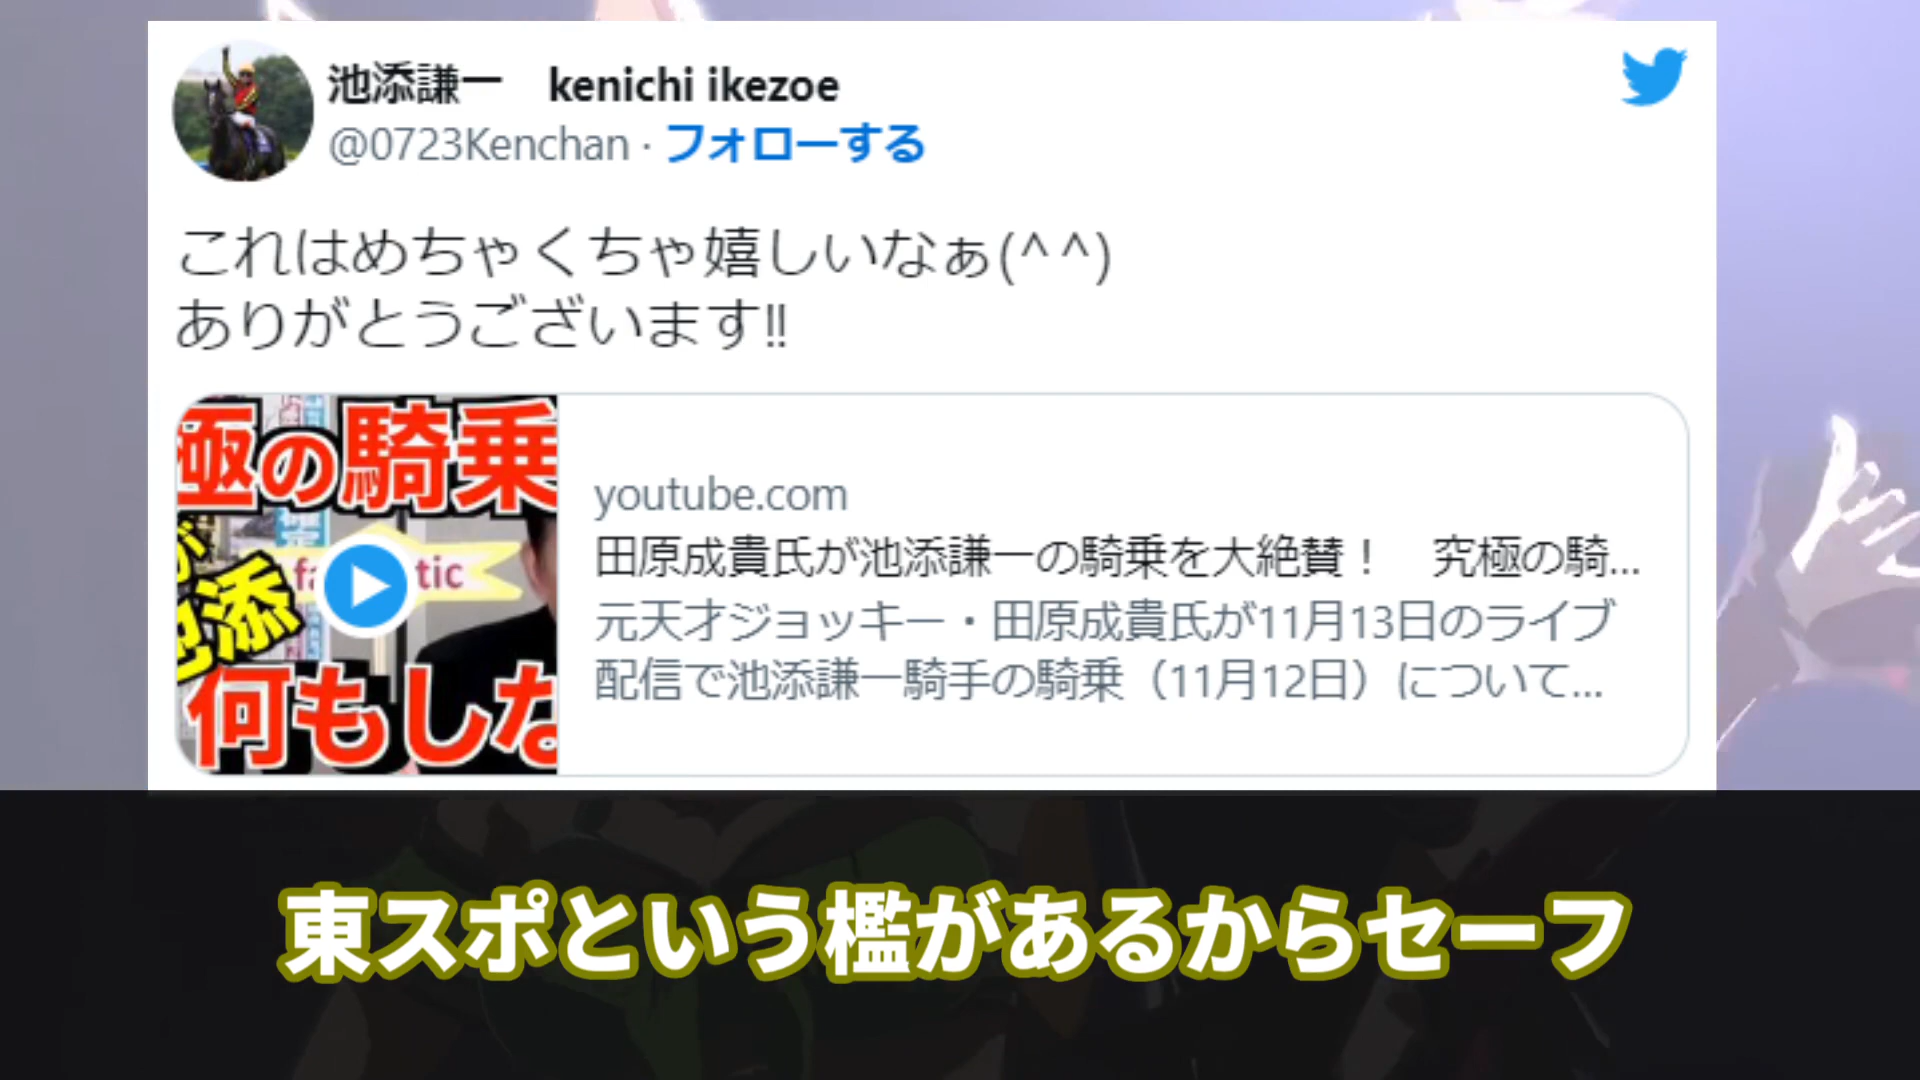 池添謙一　kenichi ikezoe
@0723Kenchan · フォローする
これはめちゃくちゃ嬉しいなぁ(^^)
ありがとうございます‼
極の騎乗
が
池添
tic
何もしな
youtube.com
田原成貴氏が池添謙一の騎乗を大絶賛！　究極の騎...
元天才ジョッキー・田原成貴氏が11月13日のライブ
配信で池添謙一騎手の騎乗（11月12日）について...
東スポという檻があるからセーフ